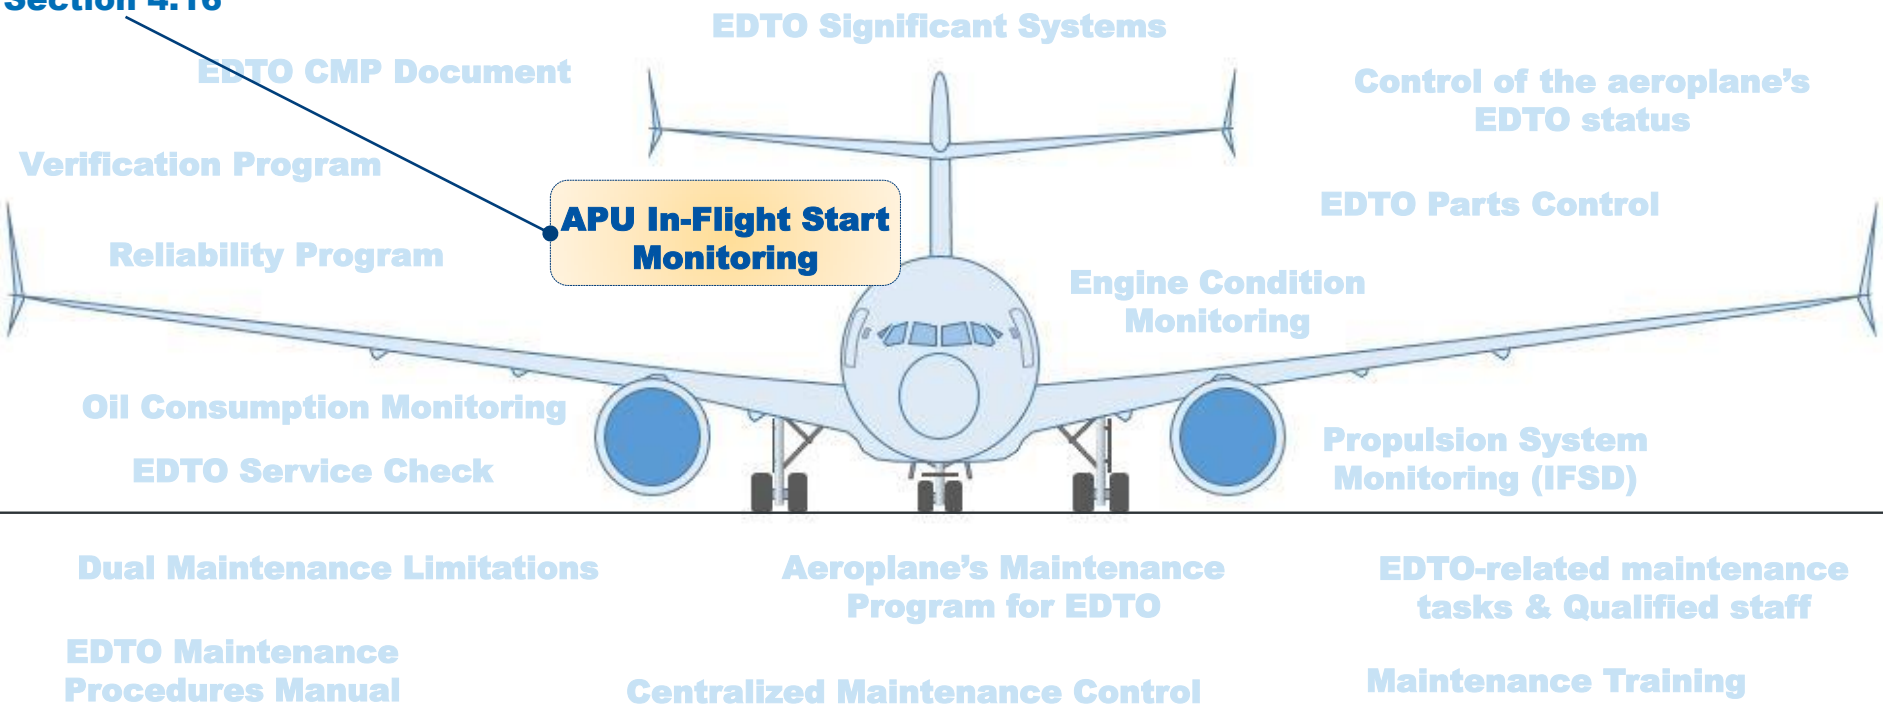 Section 4.16
EDTO Significant Systems
EDTO CMP Document
Control of the aeroplane’s
EDTO status
Verification Program
EDTO Parts Control
APU In-Flight Start
Monitoring
Reliability Program
Engine Condition
Monitoring
Oil Consumption Monitoring
Propulsion System
Monitoring (IFSD)
EDTO Service Check
Dual Maintenance Limitations
Aeroplane’s Maintenance
Program for EDTO
EDTO-related maintenance
tasks & Qualified staff
EDTO Maintenance
Procedures Manual
Centralized Maintenance Control
Maintenance Training